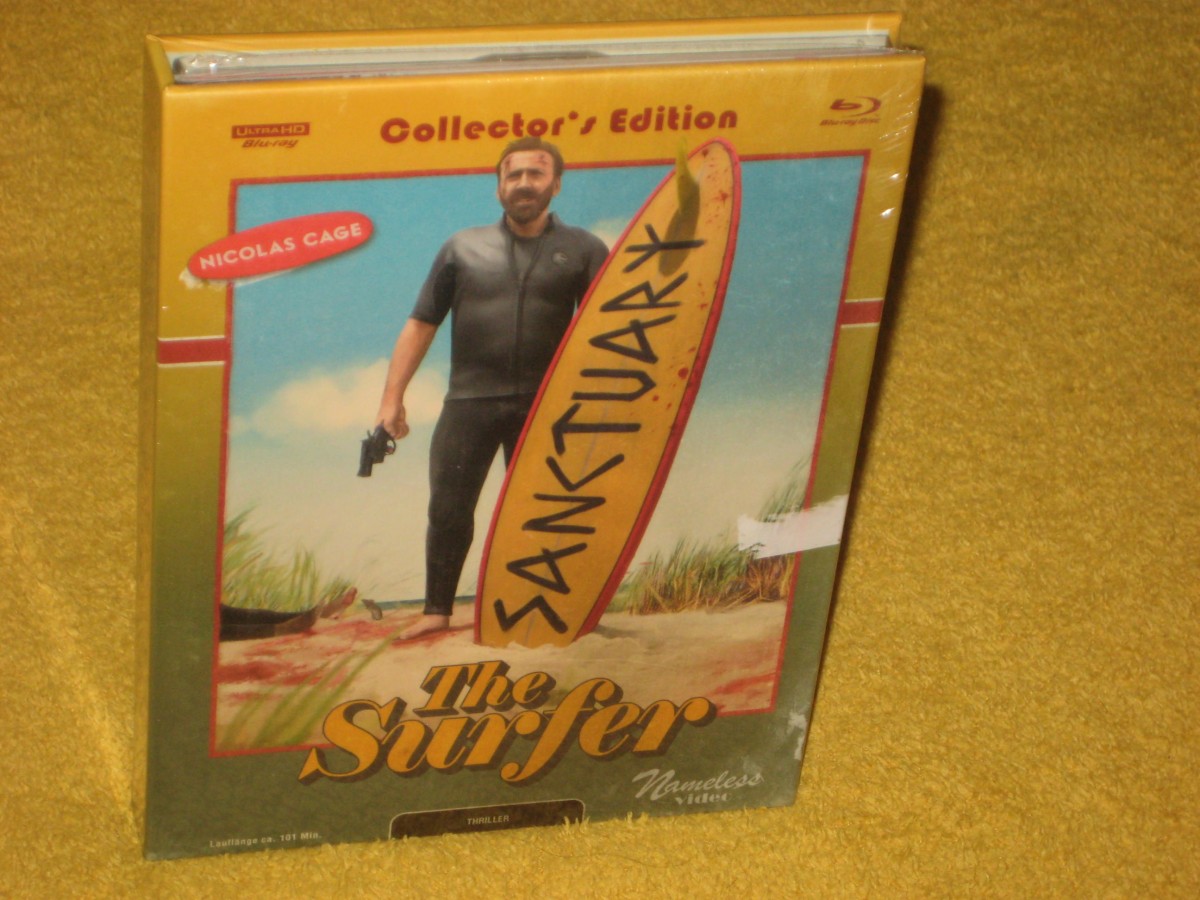 ULTRA HD
Blu-ray
Collector's Edition
Blu-ray Disc
NICOLAS CAGE
SANCTUARY
The
Surfer
Nameless
video
THRILLER
Lauflänge ca. 101 Min.